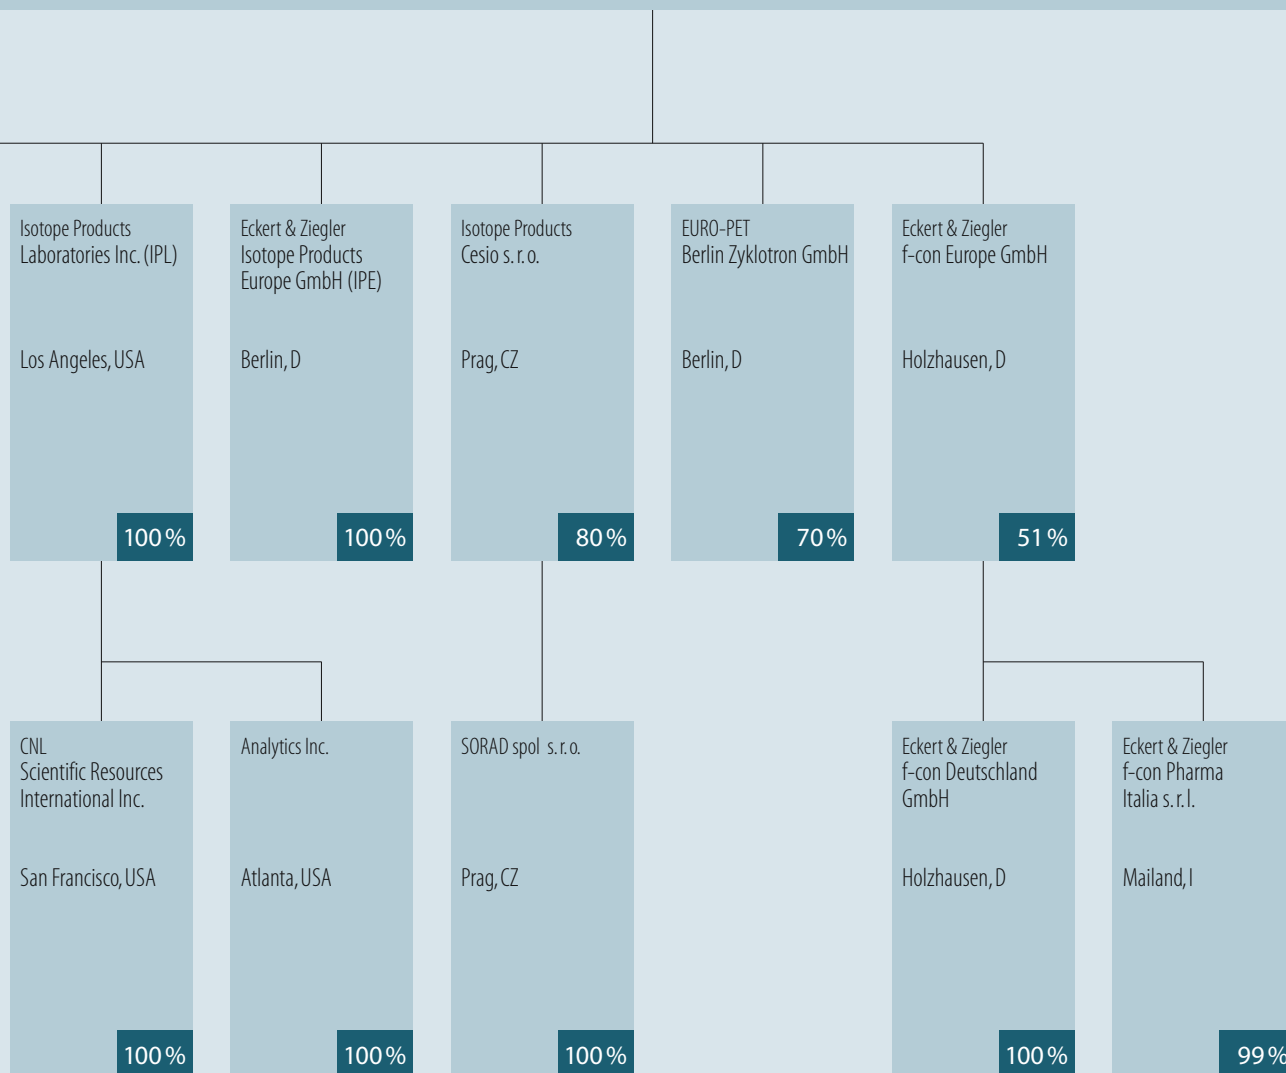 Isotope Products
Laboratories Inc. (IPL)
Los Angeles, USA
100 %
Eckert & Ziegler
Isotope Products
Europe GmbH (IPE)
Berlin, D
100 %
Isotope Products
Cesio s. r. o.
Prag, CZ
80 %
EURO-PET
Berlin Zyklotron GmbH
Berlin, D
70 %
Eckert & Ziegler
f-con Europe GmbH
Holzhausen, D
51 %
CNL
Scientific Resources
International Inc.
San Francisco, USA
100 %
Analytics Inc.
Atlanta, USA
100 %
SORAD spol s. r. o.
Prag, CZ
100 %
Eckert & Ziegler
f-con Deutschland
GmbH
Holzhausen, D
100 %
Eckert & Ziegler
f-con Pharma
Italia s. r. l.
Mailand, I
99 %